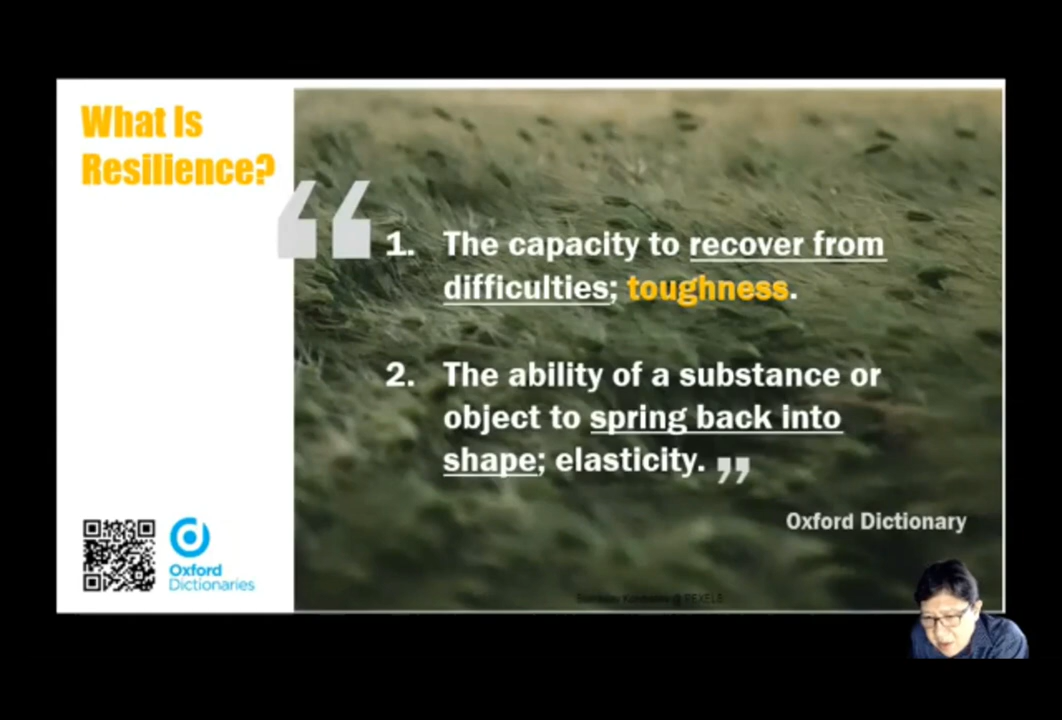 What Is
Resilience?
“
1. The capacity to recover from
difficulties; toughness.
2. The ability of a substance or
object to spring back into
shape; elasticity. ”
Oxford Dictionary
Oxford
Dictionaries
@ PEXELS